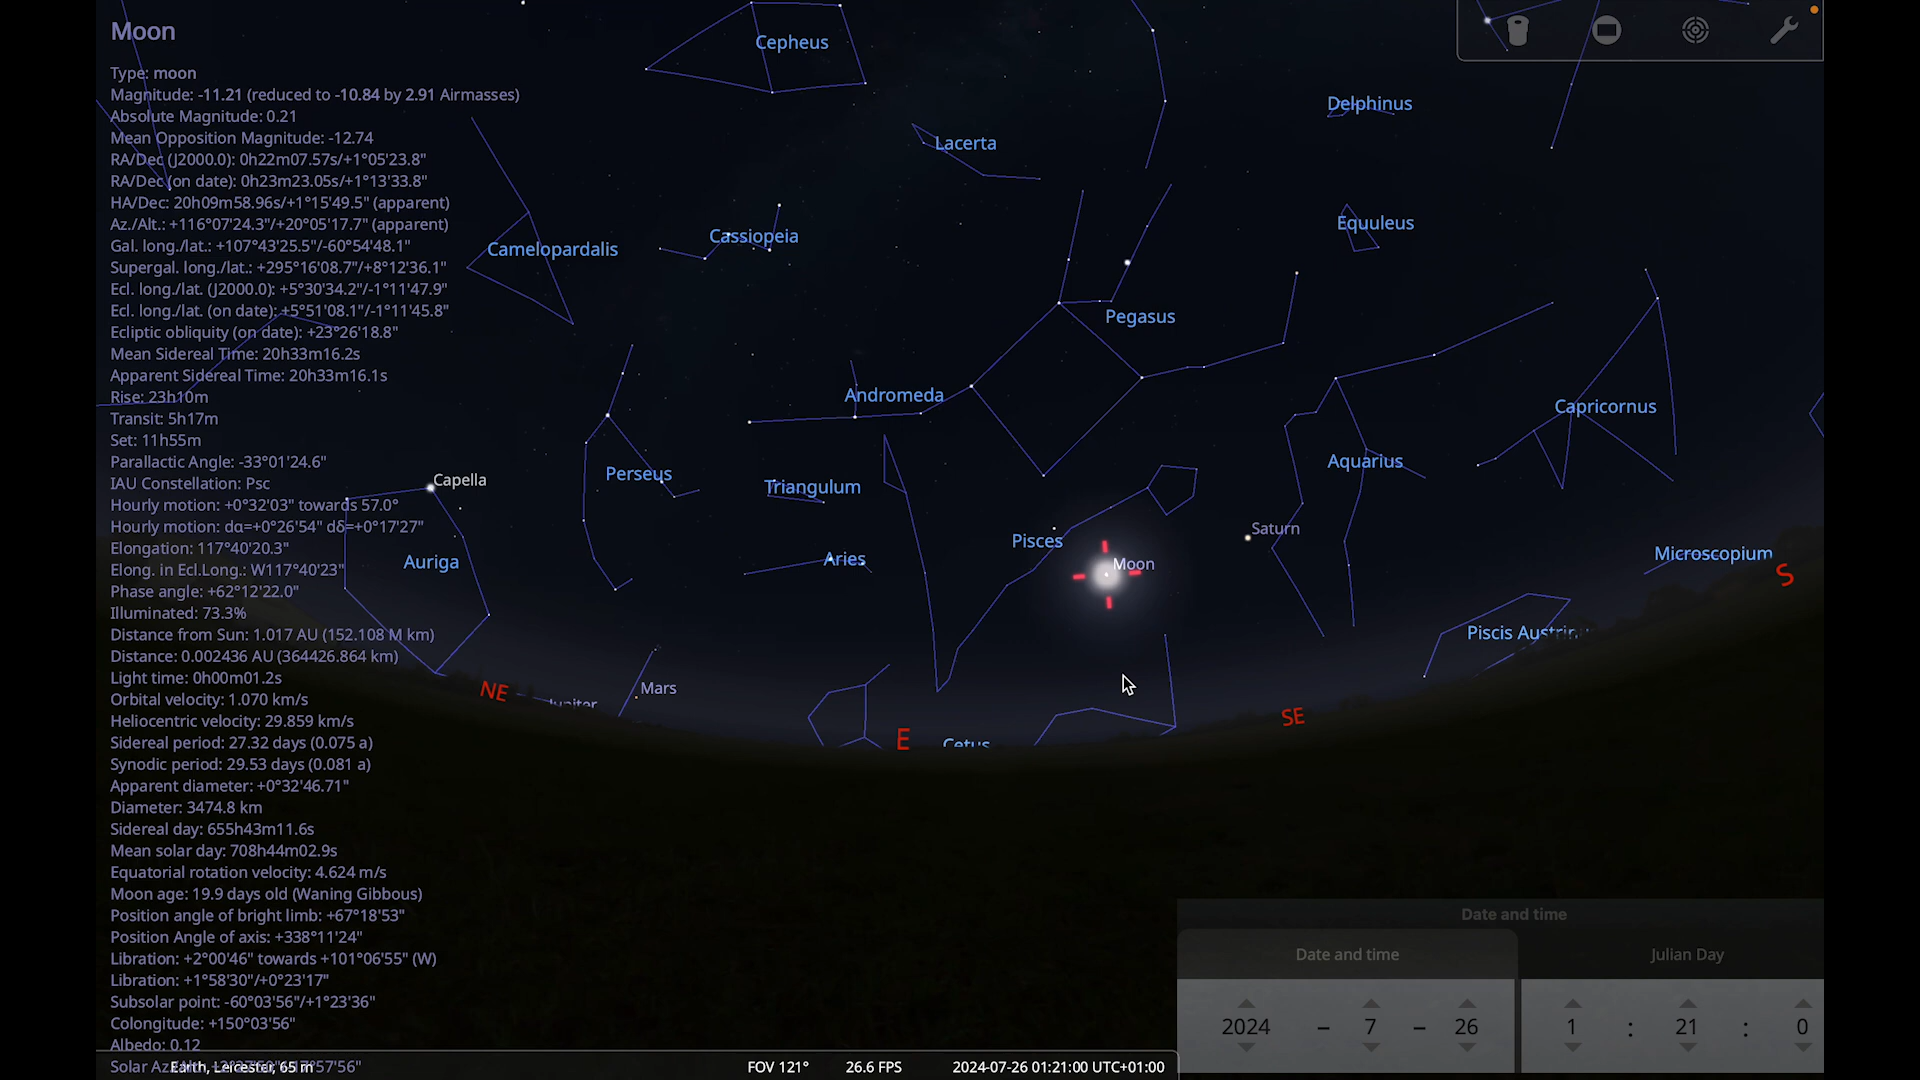 Moon
Type: moon
Magnitude: -11.21 (reduced to -10.84 by 2.91 Airmasses)
Absolute Magnitude: 0.21
Mean Opposition Magnitude: -12.74
RA/Dec (J2000.0): 0h22m07.57s/+1°05'23.8"
RA/Dec (on date): 0h23m23.05s/+1°13'33.8"
HA/Dec: 20h09m58.96s/+1°15'49.5" (apparent)
Az./Alt.: +116°07'24.3"/+20°05'17.7" (apparent)
Gal. long./lat.: +107°43'25.5"/-60°54'48.1"
Supergal. long./lat.: +295°16'08.7"/+8°12'36.1"
Ecl. long./lat. (J2000.0): +5°30'34.2"/-1°11'47.9"
Ecl. long./lat. (on date): +5°51'08.1"/-1°11'45.8"
Ecliptic obliquity (on date): +23°26'18.8"
Mean Sidereal Time: 20h33m16.2s
Apparent Sidereal Time: 20h33m16.1s
Rise: 23h10m
Transit: 5h17m
Set: 11h55m
Parallactic Angle: -33°01'24.6"
IAU Constellation: Psc
Hourly motion: +0°32'03" towards 57.0°
Hourly motion: dα=+0°26'54" dδ=+0°17'27"
Elongation: 117°40'20.3"
Elong. in Ecl.Long.: W117°40'23"
Phase angle: +62°12'22.0"
Illuminated: 73.3%
Distance from Sun: 1.017 AU (152.108 M km)
Distance: 0.002436 AU (364426.864 km)
Light time: 0h00m01.2s
Orbital velocity: 1.070 km/s
Heliocentric velocity: 29.859 km/s
Sidereal period: 27.32 days (0.075 a)
Synodic period: 29.53 days (0.081 a)
Apparent diameter: +0°32'46.71"
Diameter: 3474.8 km
Sidereal day: 655h43m11.6s
Mean solar day: 708h44m02.9s
Equatorial rotation velocity: 4.624 m/s
Moon age: 19.9 days old (Waning Gibbous)
Position angle of bright limb: +67°18'53"
Position Angle of axis: +338°11'24"
Libration: +2°00'46" towards +101°06'55" (W)
Libration: +1°58'30"/+0°23'17"
Subsolar point: -60°03'56"/+1°23'36"
Colongitude: +150°03'56"
Albedo: 0.12
Cepheus
Delphinus
Lacerta
Equuleus
Cassiopeia
Camelopardalis
Pegasus
Andromeda
Capricornus
Perseus
Capella
Triangulum
Aquarius
Saturn
Pisces
Aries
Auriga
Moon
Microscopium
S
Piscis Austrinus
Mars
NE
Jupiter
SE
E
Cetus
Date and time
Date and time
Julian Day
2024 – 7 – 26
1 : 21 : 0
Earth, Leicester, 65 m
FOV 121°
26.6 FPS
2024-07-26 01:21:00 UTC+01:00